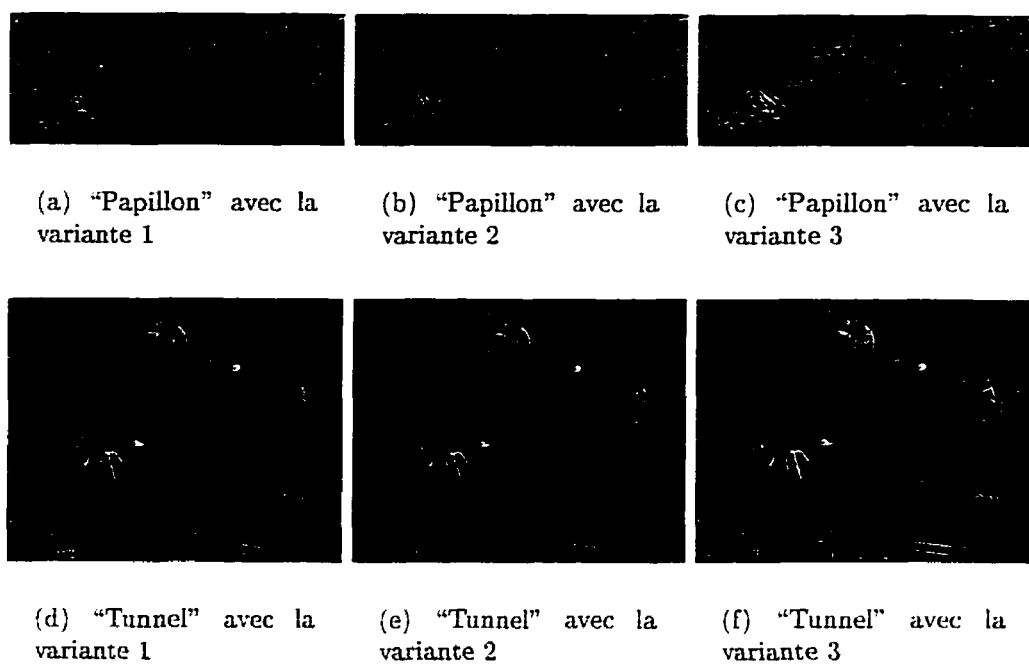 (a) “Papillon” avec la
variante 1
(b) “Papillon” avec la
variante 2
(c) “Papillon” avec la
variante 3
(d) “Tunnel” avec la
variante 1
(e) “Tunnel” avec la
variante 2
(f) “Tunnel” avec la
variante 3